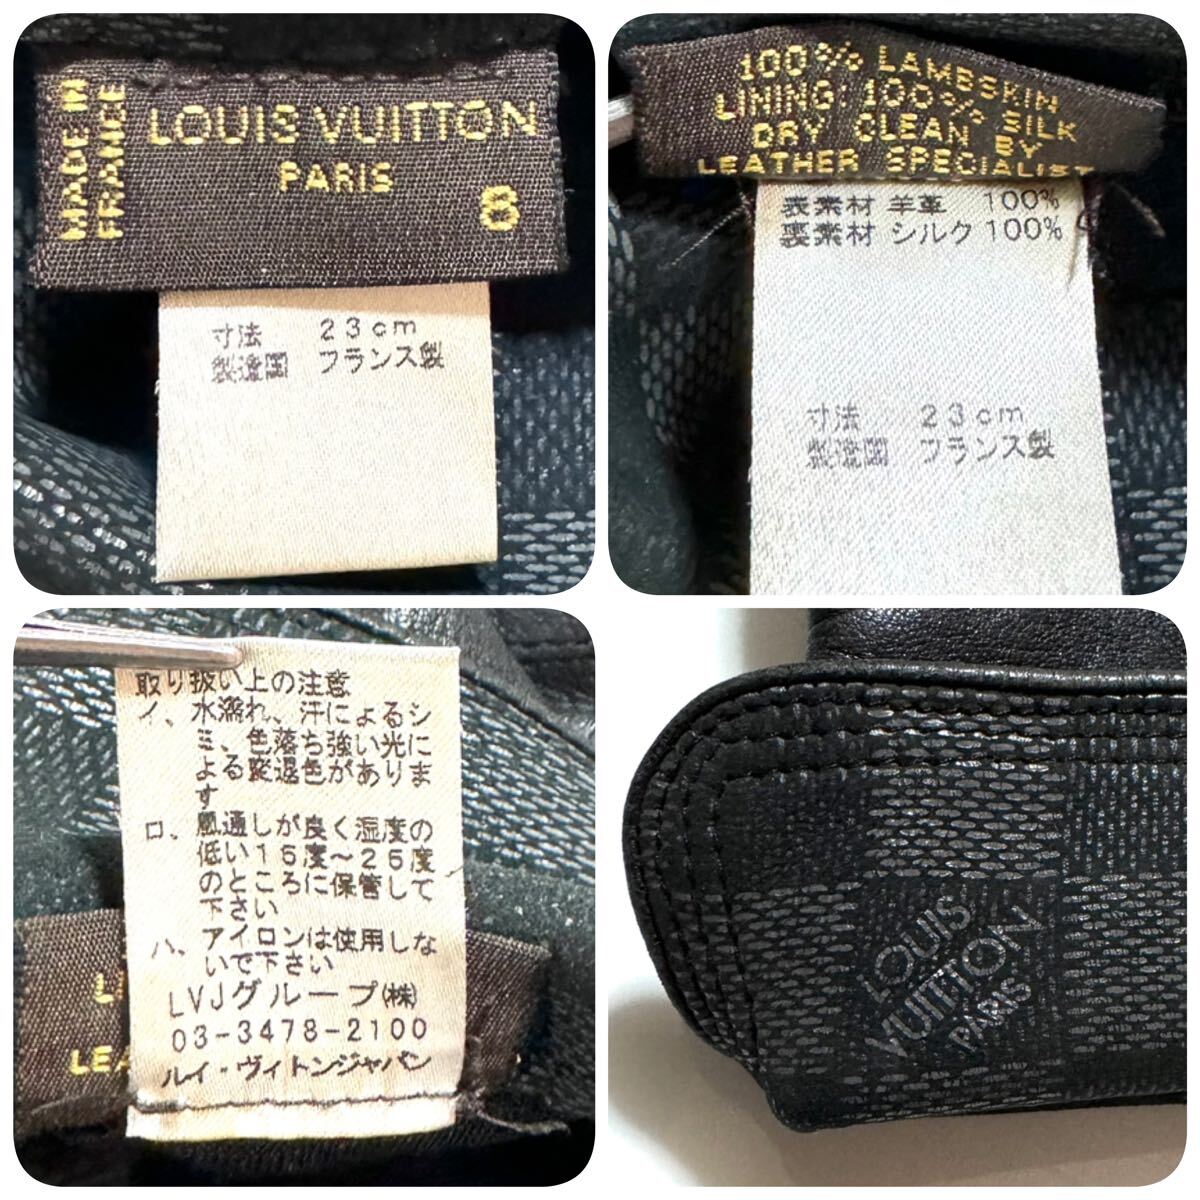 MADE IN
FRANCE
LOUIS VUITTON
PARIS
8
寸法 23cm
製造国 フランス製
100% LAMBSKIN
LINING: 100% SILK
DRY CLEAN BY
LEATHER SPECIALIST
表素材 羊革 100%
裏素材 シルク 100%
寸法 23cm
製造国 フランス製
取り扱い上の注意
イ、水濡れ、汗によるシ
ミ、色落ち強い光に
よる変退色がありま
す
ロ、風通しが良く湿度の
低い15度～25度
のところに保管して
下さい
ハ、アイロンは使用しな
いで下さい
LVJグループ㈱
03-3478-2100
ルイ・ヴィトンジャパン
LEA
LOUIS
VUITTON
PARIS